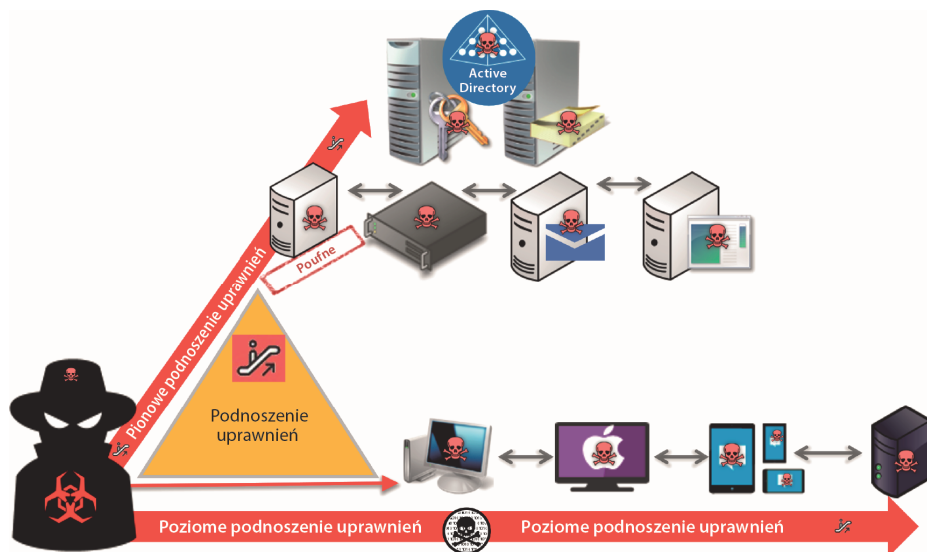 Active
Directory
Poufne
Pionowe podnoszenie uprawnień
Podnoszenie
uprawnień
Poziome podnoszenie uprawnień
Poziome podnoszenie uprawnień